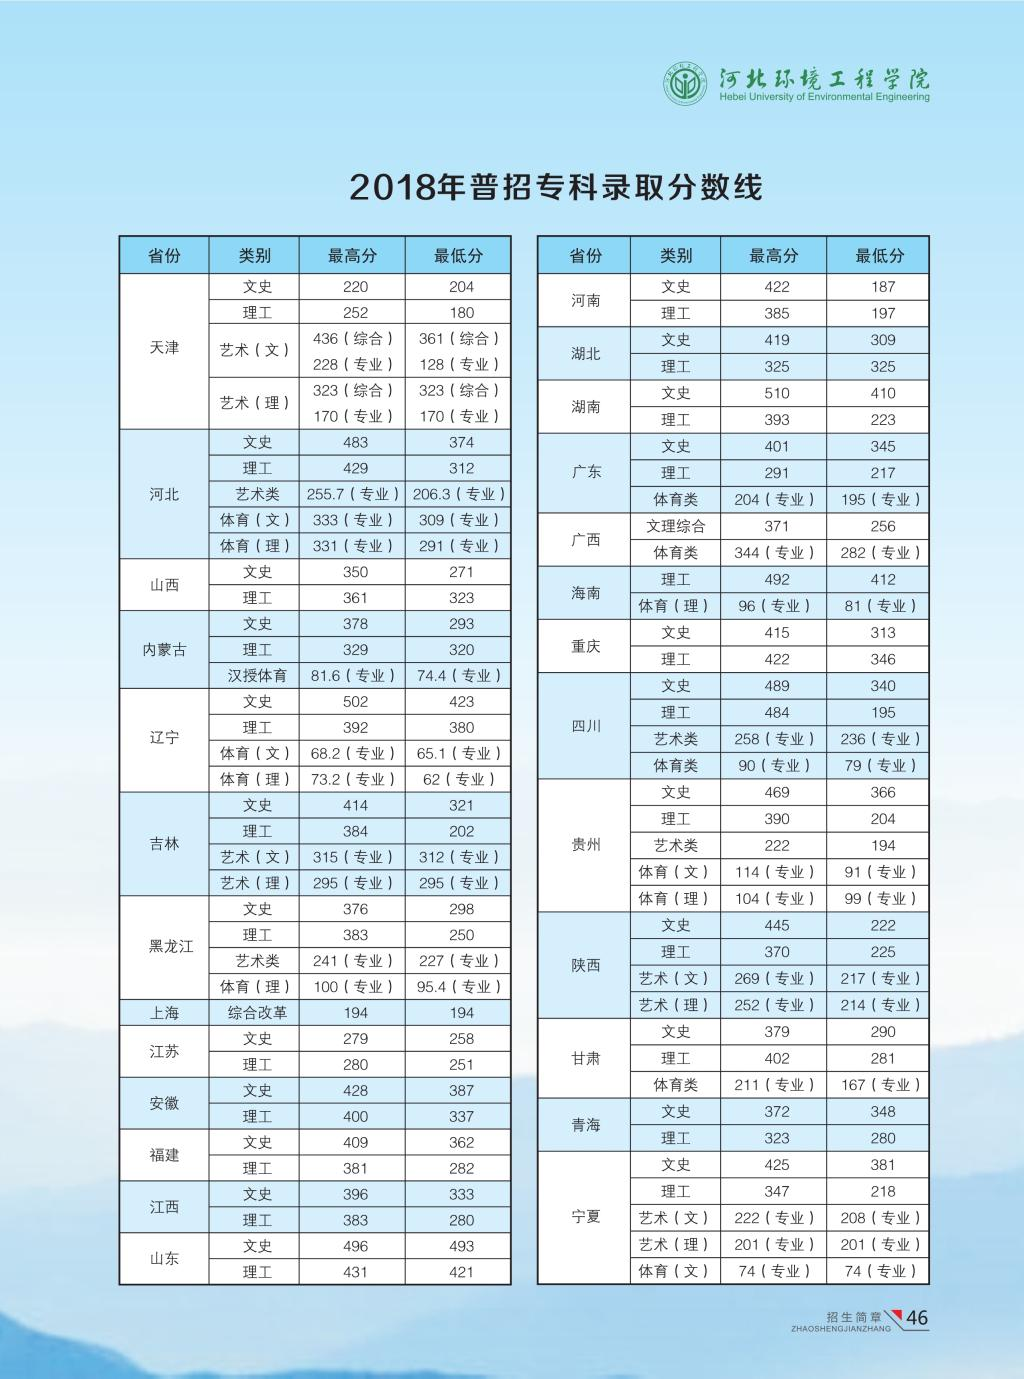 河北环境工程学院
Hebei University of Environmental Engineering
2018年普招专科录取分数线
省份 类别 最高分 最低分
天津 文史 220 204
理工 252 180
艺术（文） 436（综合） 361（综合）
228（专业） 128（专业）
艺术（理） 323（综合） 323（综合）
170（专业） 170（专业）
河北 文史 483 374
理工 429 312
艺术类 255.7（专业） 206.3（专业）
体育（文） 333（专业） 309（专业）
体育（理） 331（专业） 291（专业）
山西 文史 350 271
理工 361 323
内蒙古 文史 378 293
理工 329 320
汉授体育 81.6（专业） 74.4（专业）
辽宁 文史 502 423
理工 392 380
体育（文） 68.2（专业） 65.1（专业）
体育（理） 73.2（专业） 62（专业）
吉林 文史 414 321
理工 384 202
艺术（文） 315（专业） 312（专业）
艺术（理） 295（专业） 295（专业）
黑龙江 文史 376 298
理工 383 250
艺术类 241（专业） 227（专业）
体育（理） 100（专业） 95.4（专业）
上海 综合改革 194 194
江苏 文史 279 258
理工 280 251
安徽 文史 428 387
理工 400 337
福建 文史 409 362
理工 381 282
江西 文史 396 333
理工 383 280
山东 文史 496 493
理工 431 421
省份 类别 最高分 最低分
河南 文史 422 187
理工 385 197
湖北 文史 419 309
理工 325 325
湖南 文史 510 410
理工 393 223
广东 文史 401 345
理工 291 217
体育类 204（专业） 195（专业）
广西 文理综合 371 256
体育类 344（专业） 282（专业）
海南 理工 492 412
体育（理） 96（专业） 81（专业）
重庆 文史 415 313
理工 422 346
四川 文史 489 340
理工 484 195
艺术类 258（专业） 236（专业）
体育类 90（专业） 79（专业）
贵州 文史 469 366
理工 390 204
艺术类 222 194
体育（文） 114（专业） 91（专业）
体育（理） 104（专业） 99（专业）
陕西 文史 445 222
理工 370 225
艺术（文） 269（专业） 217（专业）
艺术（理） 252（专业） 214（专业）
甘肃 文史 379 290
理工 402 281
体育类 211（专业） 167（专业）
青海 文史 372 348
理工 323 280
宁夏 文史 425 381
理工 347 218
艺术（文） 222（专业） 208（专业）
艺术（理） 201（专业） 201（专业）
体育（文） 74（专业） 74（专业）
招生简章 46
ZHAOSHENGJIANZHANG